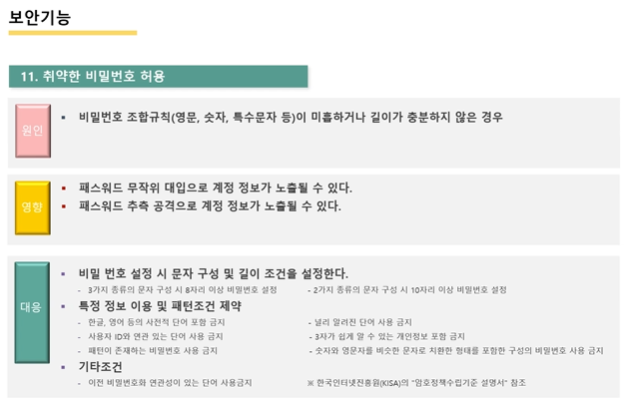 보안기능
11. 취약한 비밀번호 허용
원인
▪ 비밀번호 조합규칙(영문, 숫자, 특수문자 등)이 미흡하거나 길이가 충분하지 않은 경우
영향
▪ 패스워드 무작위 대입으로 계정 정보가 노출될 수 있다.
▪ 패스워드 추측 공격으로 계정 정보가 노출될 수 있다.
대응
▪ 비밀 번호 설정 시 문자 구성 및 길이 조건을 설정한다.
- 3가지 종류의 문자 구성 시 8자리 이상 비밀번호 설정 - 2가지 종류의 문자 구성 시 10자리 이상 비밀번호 설정
▪ 특정 정보 이용 및 패턴조건 제약
- 한글, 영어 등의 사전적 단어 포함 금지 - 널리 알려진 단어 사용 금지
- 사용자 ID와 연관 있는 단어 금지 - 3자가 쉽게 알 수 있는 개인정보 포함 금지
- 패턴이 존재하는 비밀번호 사용 금지 - 숫자와 영문자를 비슷한 문자로 치환한 형태를 포함한 구성의 비밀번호 사용 금지
▪ 기타조건
- 이전 비밀번호화 연관성이 있는 단어 사용금지 ※ 한국인터넷진흥원(KISA)의 "암호정책수립기준 설명서" 참조